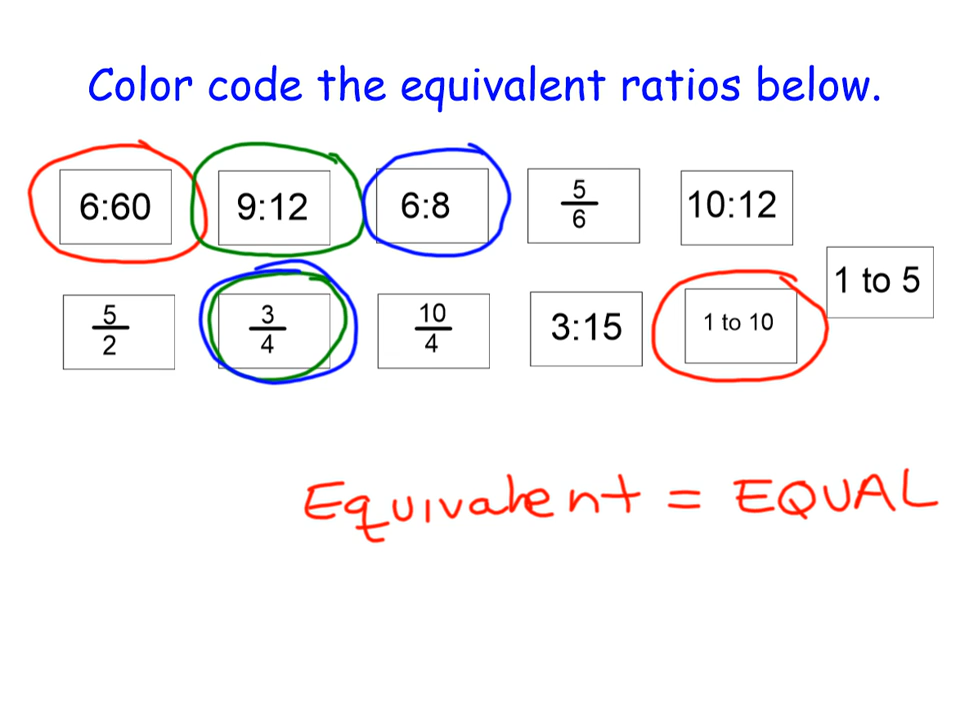 Color code the equivalent ratios below.
6:60 9:12 6:8 5/6 10:12
1 to 5
5/2 3/4 10/4 3:15 1 to 10
Equivalent = EQUAL